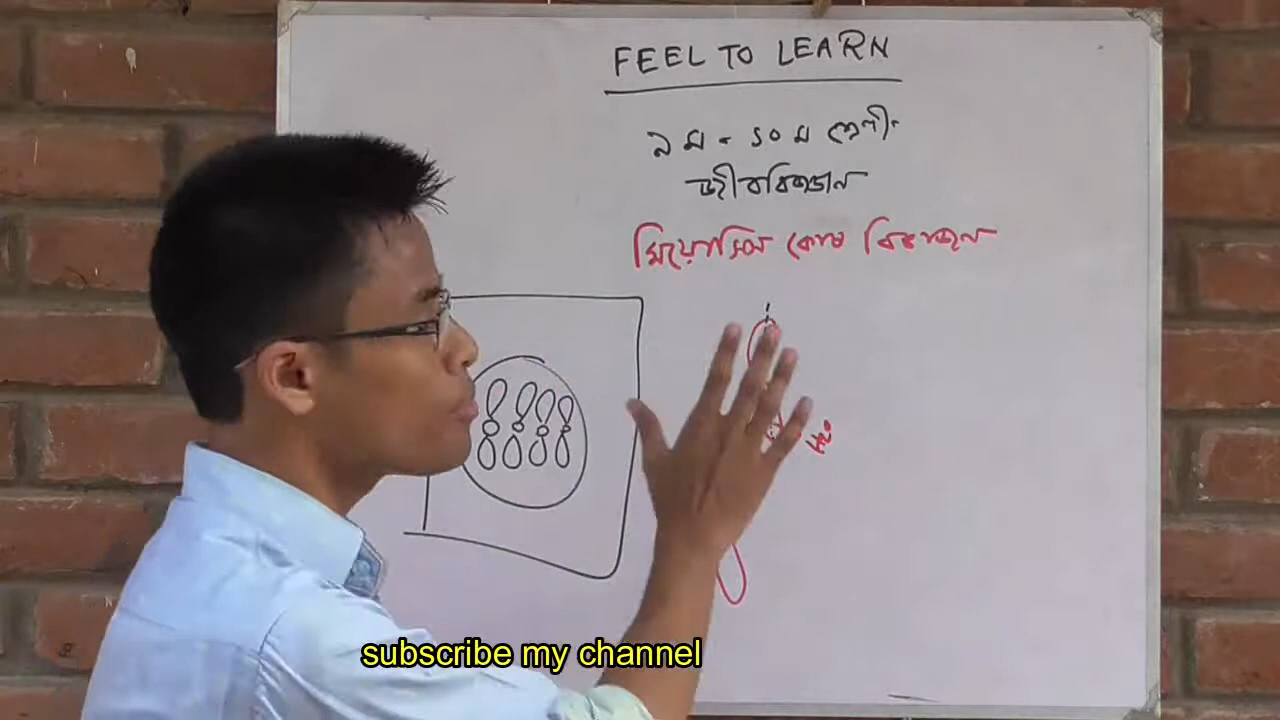 FEEL TO LEARN
৯ম - ১০ম শ্রেণী
জীববিজ্ঞান
মিয়োসিস কোষ বিভাজন
subscribe my channel